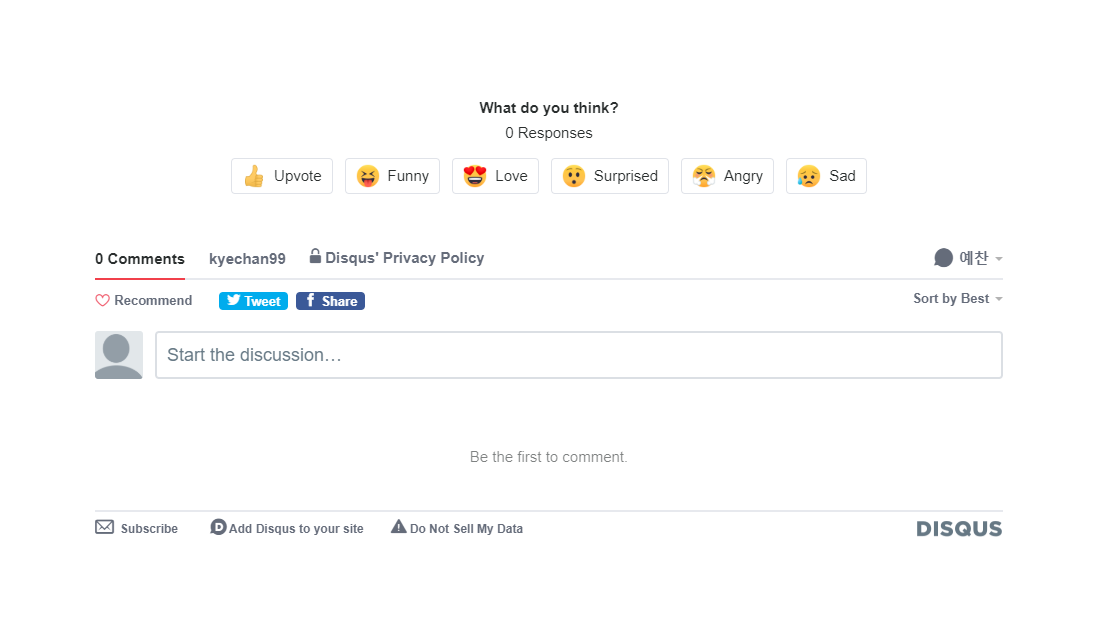 What do you think?
0 Responses
Upvote Funny Love Surprised Angry Sad
0 Comments kyechan99 Disqus' Privacy Policy 예찬
Recommend Tweet f Share Sort by Best
Start the discussion…
Be the first to comment.
Subscribe D Add Disqus to your site Do Not Sell My Data DISQUS